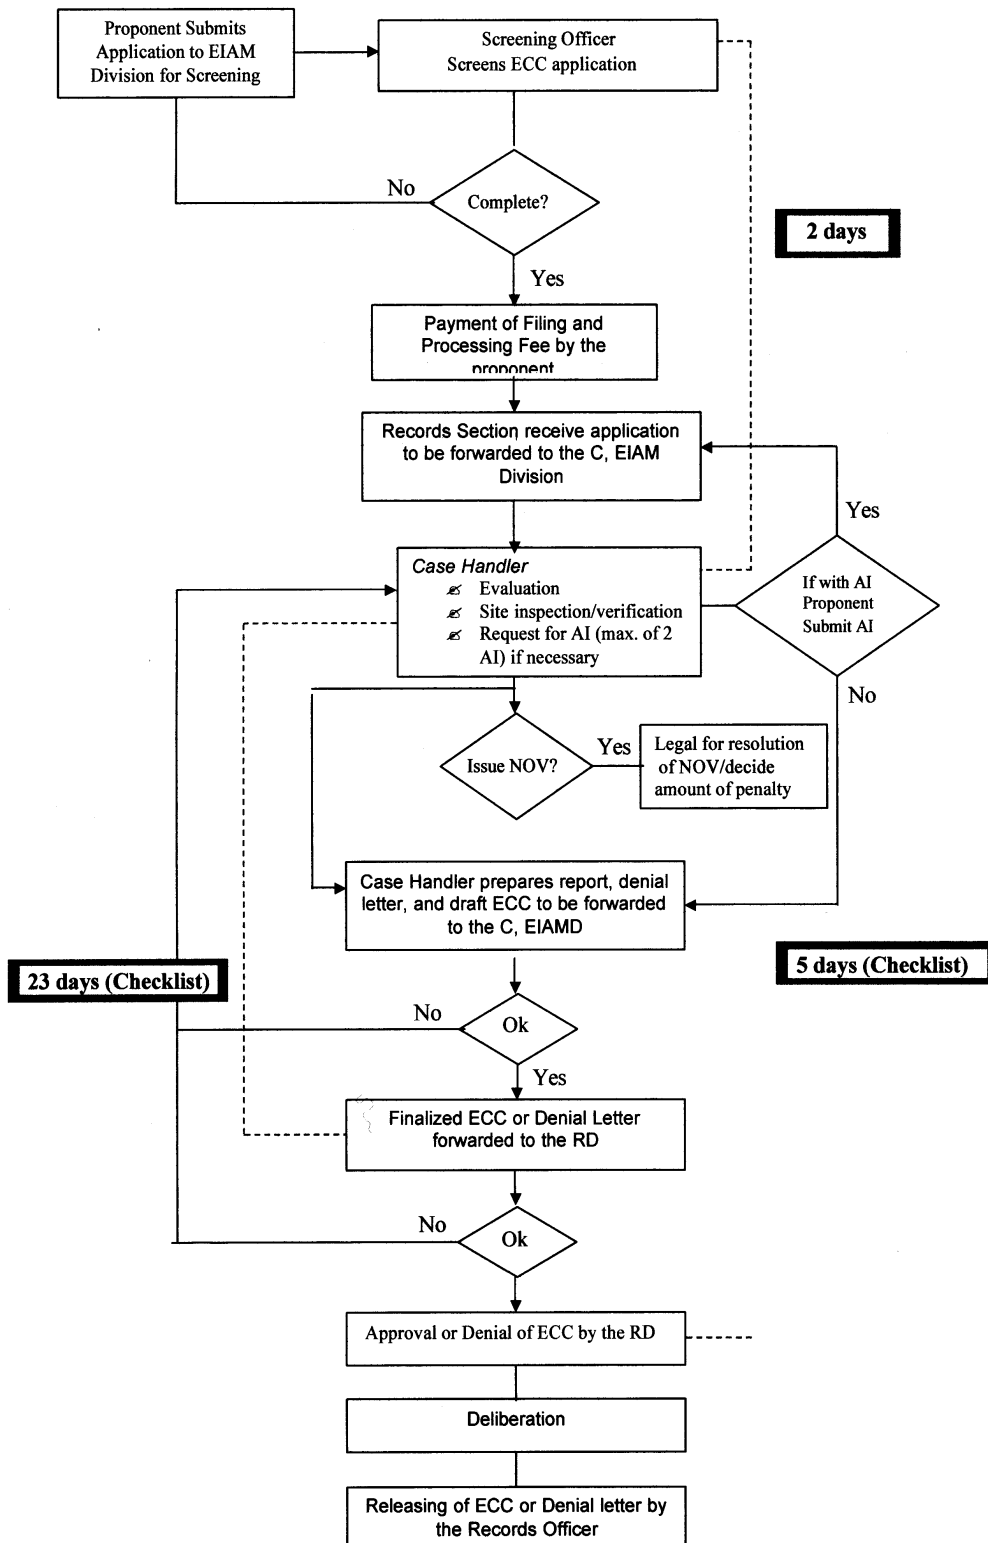 Proponent Submits
Application to EIAM
Division for Screening
Screening Officer
Screens ECC application
No
Complete?
2 days
Yes
Payment of Filing and
Processing Fee by the
proponent
Records Section receive application
to be forwarded to the C, EIAM
Division
Yes
Case Handler
Evaluation
Site inspection/verification
Request for AI (max. of 2
AI) if necessary
If with AI
Proponent
Submit AI
No
Issue NOV?
Yes
Legal for resolution
of NOV/decide
amount of penalty
Case Handler prepares report, denial
letter, and draft ECC to be forwarded
to the C, EIAMD
23 days (Checklist)
5 days (Checklist)
No
Ok
Yes
Finalized ECC or Denial Letter
forwarded to the RD
No
Ok
Approval or Denial of ECC by the RD
Deliberation
Releasing of ECC or Denial letter by
the Records Officer